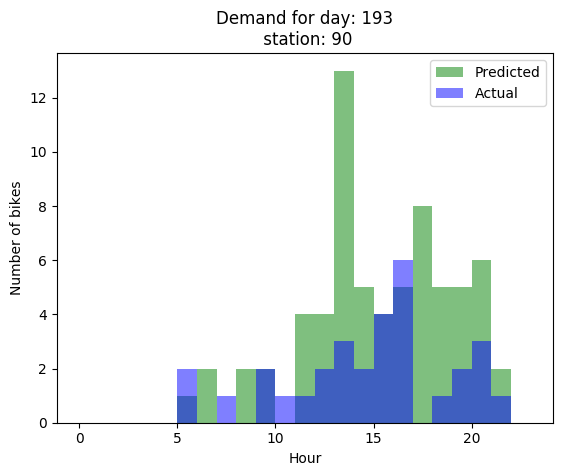 Demand for day: 193
station: 90
Predicted
Actual
Number of bikes
12
10
8
6
4
2
0
0 5 10 15 20
Hour